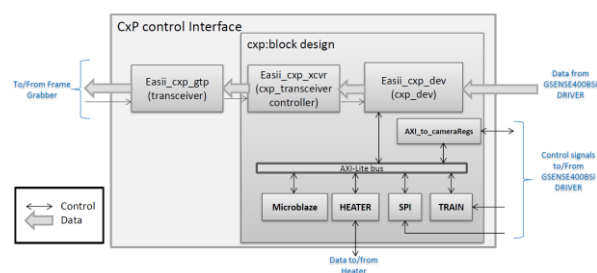 CxP control Interface
cxp:block design
To/From Frame
Grabber
Easii_cxp_gtp
(transceiver)
Easii_cxp_xcvr
(cxp_transceiver
controller)
Easii_cxp_dev
(cxp_dev)
Data from
GSENSE400BSI
DRIVER
AXI_to_cameraRegs
AXI-Lite bus
Control signals
to/From
GSENSE400BSI
DRIVER
Microblaze
HEATER
SPI
TRAIN
Control
Data
Data to/from
Heater